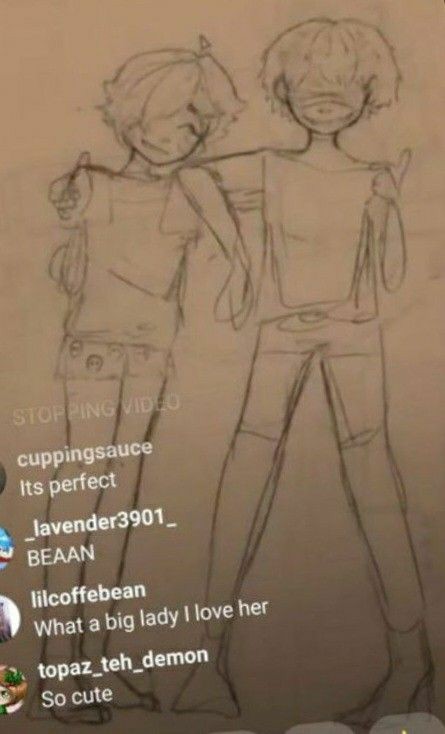 STOPPING VIDEO
cuppingsauce
Its perfect
_lavender3901_
BEAAN
lilcoffebean
What a big lady I love her
topaz_teh_demon
So cute